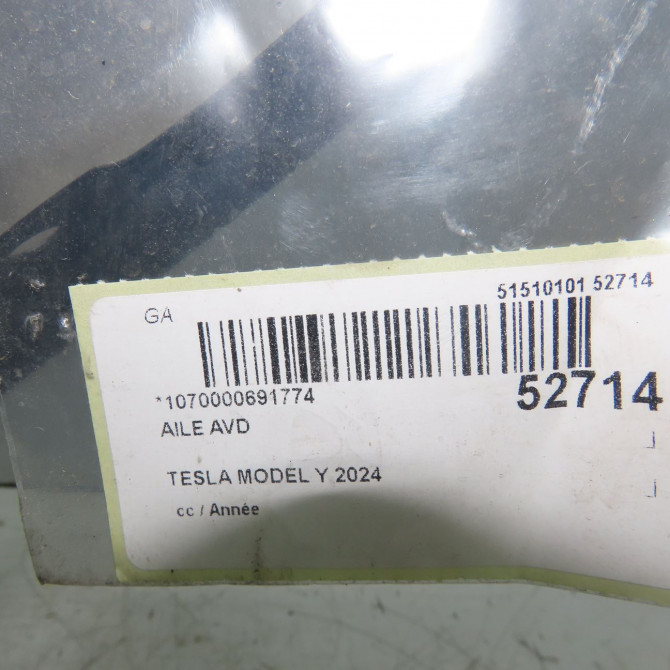 51510101 52714
GA
*1070000691774
52714
AILE AVD
TESLA MODEL Y 2024
cc / Année